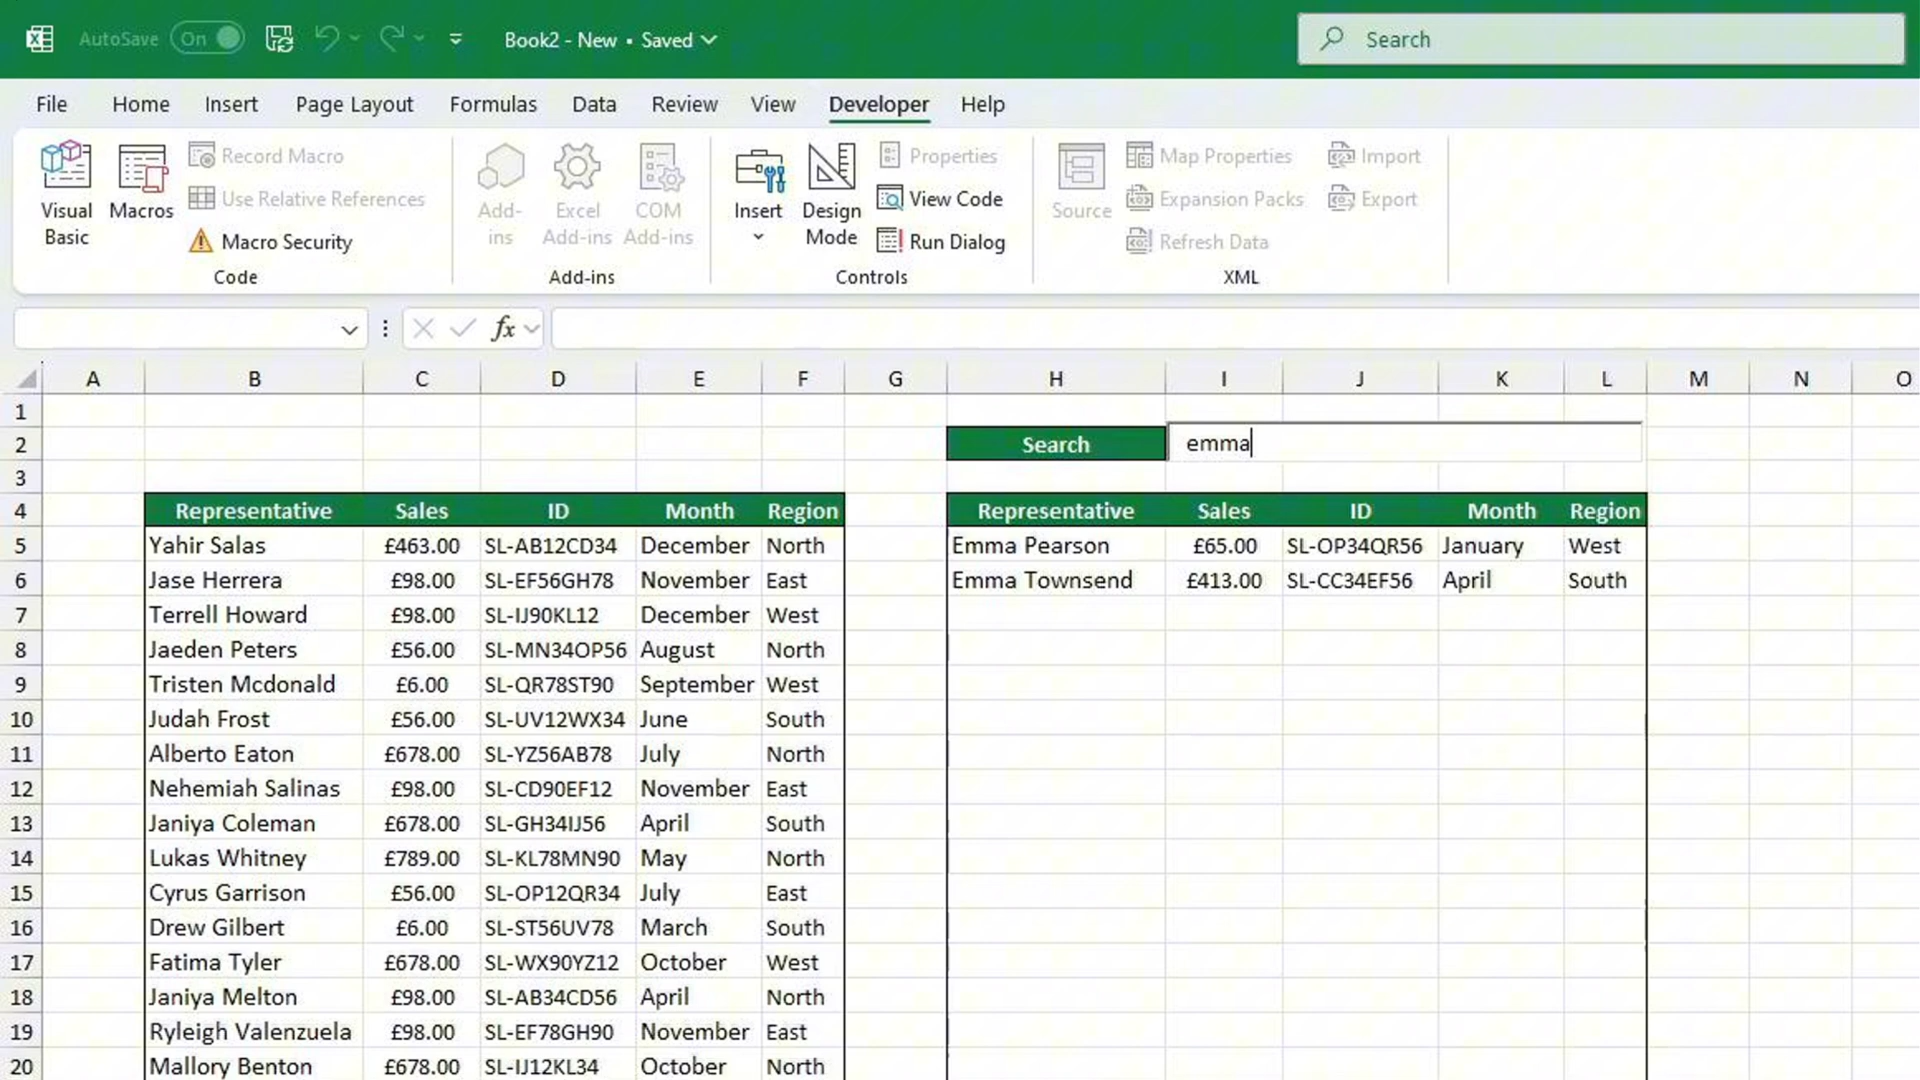 AutoSave On Book2 - New • Saved Search
File Home Insert Page Layout Formulas Data Review View Developer Help
Visual Basic Macros Record Macro Use Relative References Macro Security Code
Add-ins Excel Add-ins COM Add-ins Add-ins
Insert Design Mode Properties View Code Run Dialog Controls
Source Map Properties Expansion Packs Refresh Data Import Export XML
fx
A B C D E F G H I J K L M N O
1
2 Search emma
3
4 Representative Sales ID Month Region Representative Sales ID Month Region
5 Yahir Salas £463.00 SL-AB12CD34 December North Emma Pearson £65.00 SL-OP34QR56 January West
6 Jase Herrera £98.00 SL-EF56GH78 November East Emma Townsend £413.00 SL-CC34EF56 April South
7 Terrell Howard £98.00 SL-IJ90KL12 December West
8 Jaeden Peters £56.00 SL-MN34OP56 August North
9 Tristen Mcdonald £6.00 SL-QR78ST90 September West
10 Judah Frost £56.00 SL-UV12WX34 June South
11 Alberto Eaton £678.00 SL-YZ56AB78 July North
12 Nehemiah Salinas £98.00 SL-CD90EF12 November East
13 Janiya Coleman £678.00 SL-GH34IJ56 April South
14 Lukas Whitney £789.00 SL-KL78MN90 May North
15 Cyrus Garrison £56.00 SL-OP12QR34 July East
16 Drew Gilbert £6.00 SL-ST56UV78 March South
17 Fatima Tyler £678.00 SL-WX90YZ12 October West
18 Janiya Melton £98.00 SL-AB34CD56 April North
19 Ryleigh Valenzuela £98.00 SL-EF78GH90 November East
20 Mallory Benton £678.00 SL-IJ12KL34 October North